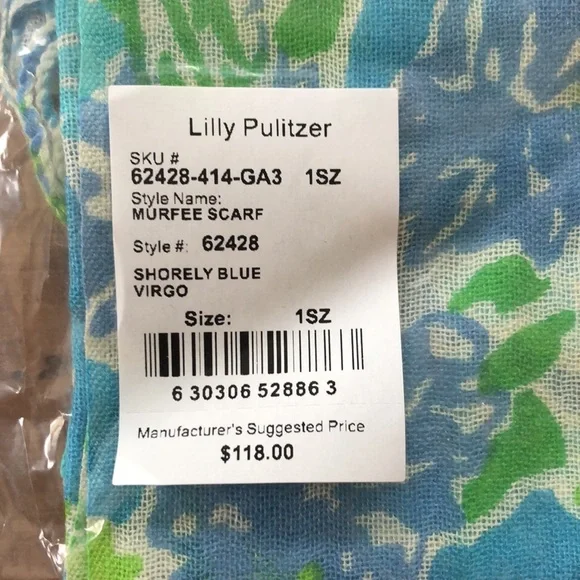 Lilly Pulitzer
SKU #
62428-414-GA3 1SZ
Style Name:
MURFEE SCARF
Style #: 62428
SHORELY BLUE
VIRGO
Size: 1SZ
6 30306 52886 3
Manufacturer's Suggested Price
$118.00